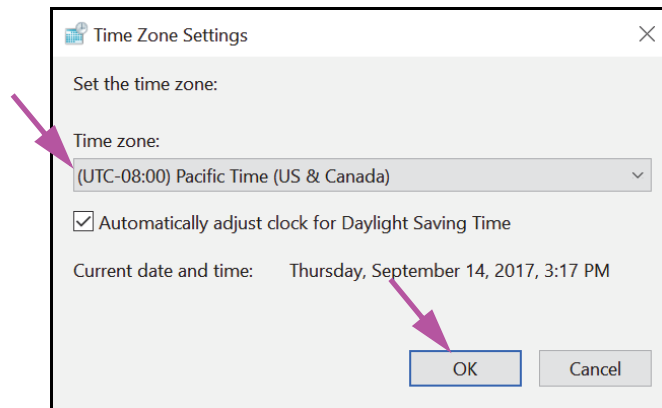 Time Zone Settings
Set the time zone:
Time zone:
(UTC-08:00) Pacific Time (US & Canada)
Automatically adjust clock for Daylight Saving Time
Current date and time: Thursday, September 14, 2017, 3:17 PM
OK Cancel